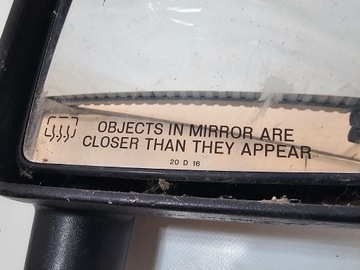 OBJECTS IN MIRROR ARE
CLOSER THAN THEY APPEAR
20 D 16